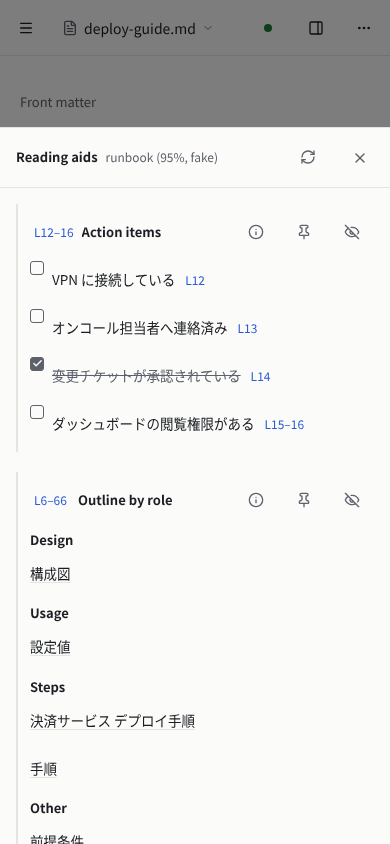 deploy-guide.md
Front matter
Reading aids runbook (95%, fake)
L12–16 Action items
VPN に接続している L12
オンコール担当者へ連絡済み L13
変更チケットが承認されている L14
ダッシュボードの閲覧権限がある L15–16
L6–66 Outline by role
Design
構成図
Usage
設定値
Steps
決済サービス デプロイ手順
手順
Other
前提条件